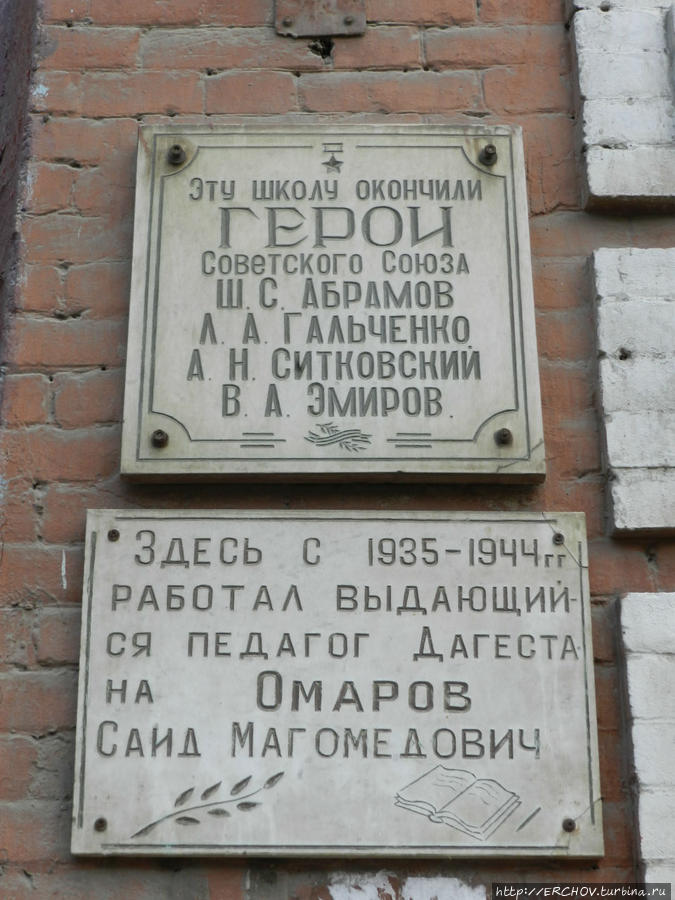 Эту школу окончили
ГЕРОИ
Советского Союза
Ш. С. Абрамов
Л. А. Гальченко
А. Н. Ситковский
В. А. Эмиров.
Здесь с 1935-1944гг
работал выдающий-
ся педагог Дагеста
на Омаров
Саид Магомедович
http://ERCHOV.turbina.ru